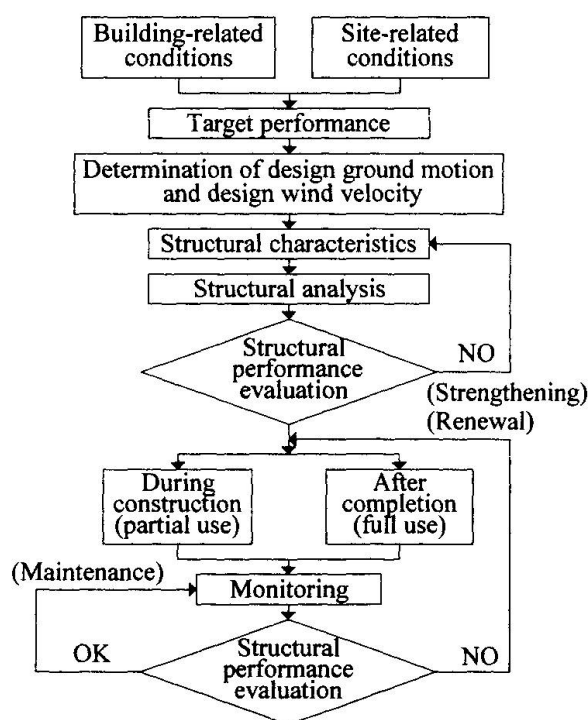 Building-related
conditions
Site-related
conditions
Target performance
Determination of design ground motion
and design wind velocity
Structural characteristics
Structural analysis
Structural
performance
evaluation
NO
(Strengthening)
(Renewal)
During
construction
(partial use)
After
completion
(full use)
(Maintenance)
Monitoring
OK
Structural
performance
evaluation
NO